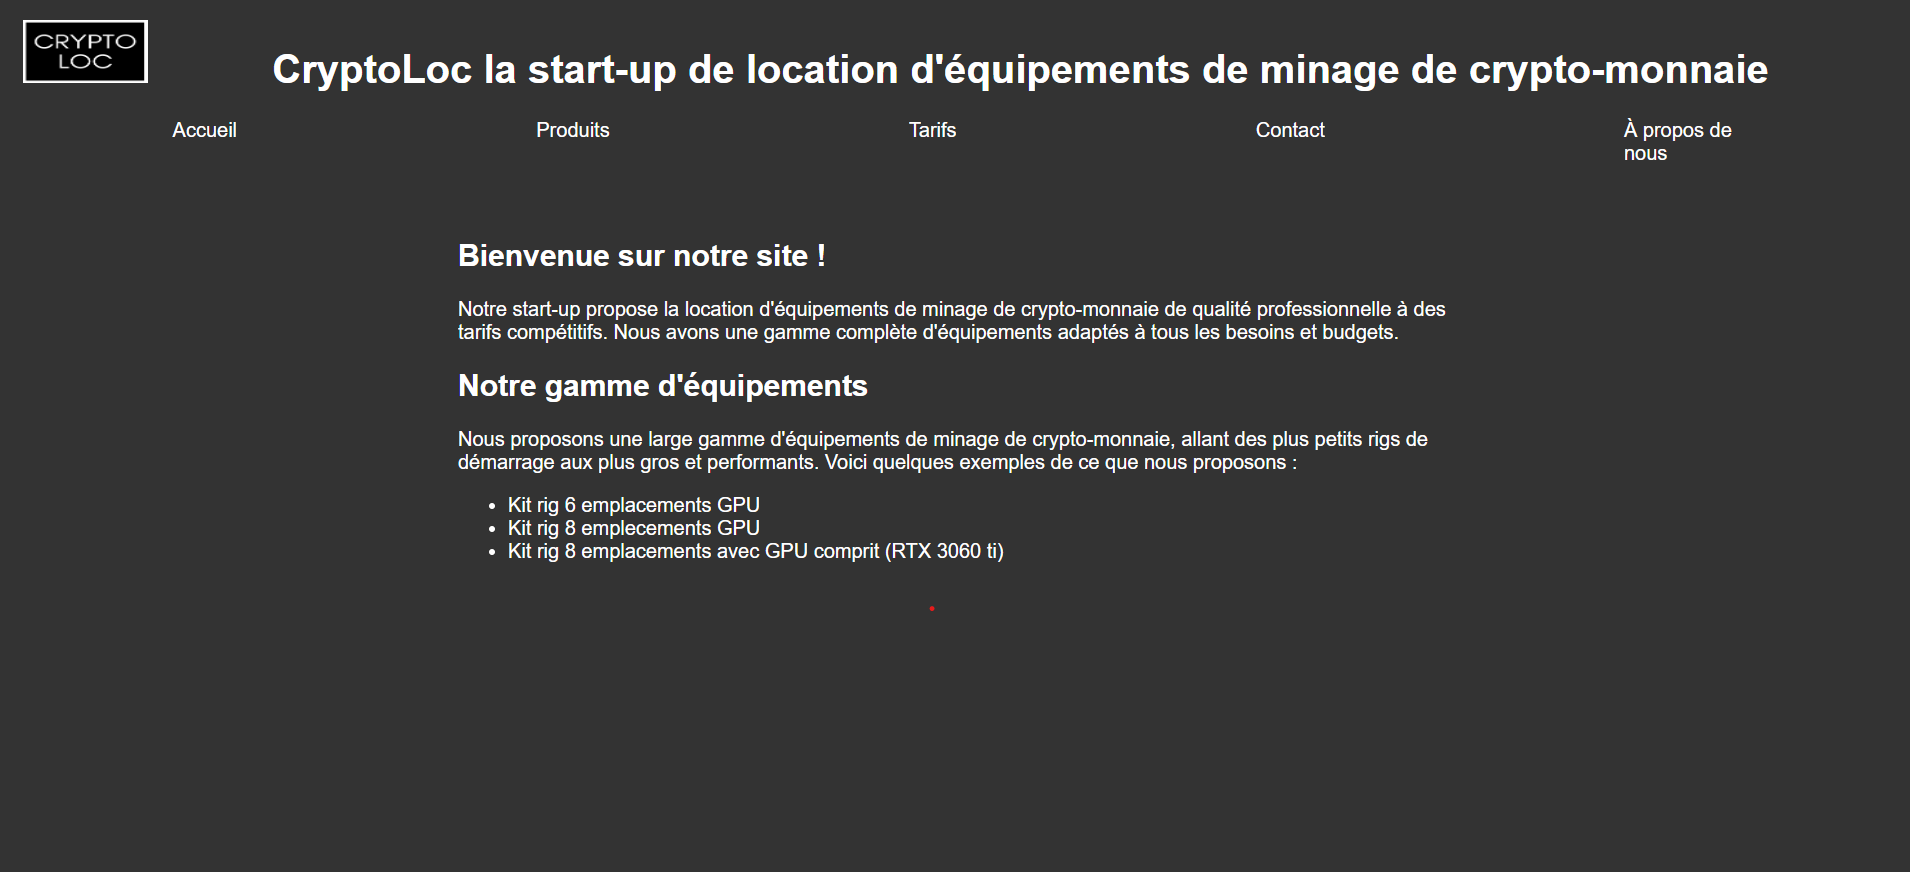 CRYPTO
LOC
CryptoLoc la start-up de location d'équipements de minage de crypto-monnaie
Accueil
Produits
Tarifs
Contact
À propos de
nous
Bienvenue sur notre site !
Notre start-up propose la location d'équipements de minage de crypto-monnaie de qualité professionnelle à des
tarifs compétitifs. Nous avons une gamme complète d'équipements adaptés à tous les besoins et budgets.
Notre gamme d'équipements
Nous proposons une large gamme d'équipements de minage de crypto-monnaie, allant des plus petits rigs de
démarrage aux plus gros et performants. Voici quelques exemples de ce que nous proposons :
• Kit rig 6 emplacements GPU
• Kit rig 8 emplecements GPU
• Kit rig 8 emplacements avec GPU comprit (RTX 3060 ti)